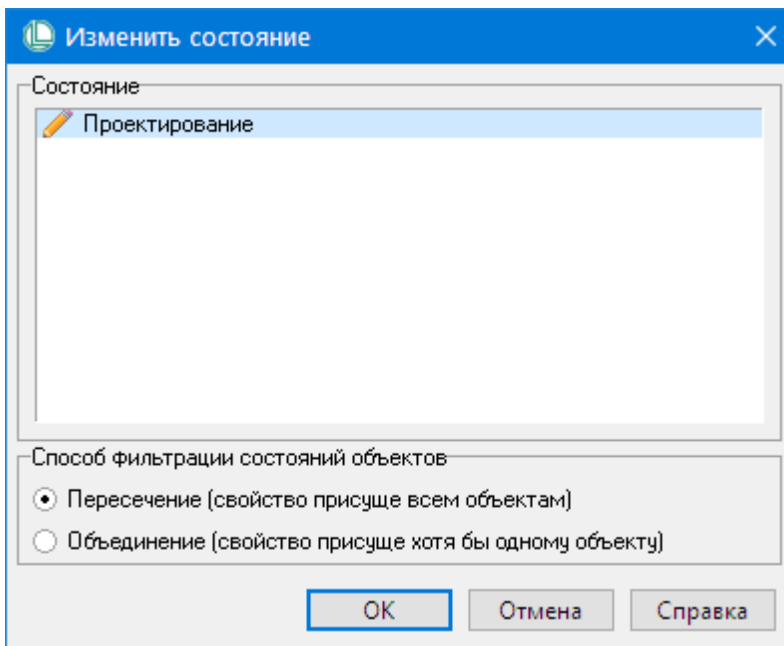 Изменить состояние
Состояние
Проектирование
Способ фильтрации состояний объектов
Пересечение (свойство присуще всем объектам)
Объединение (свойство присуще хотя бы одному объекту)
ОК
Отмена
Справка